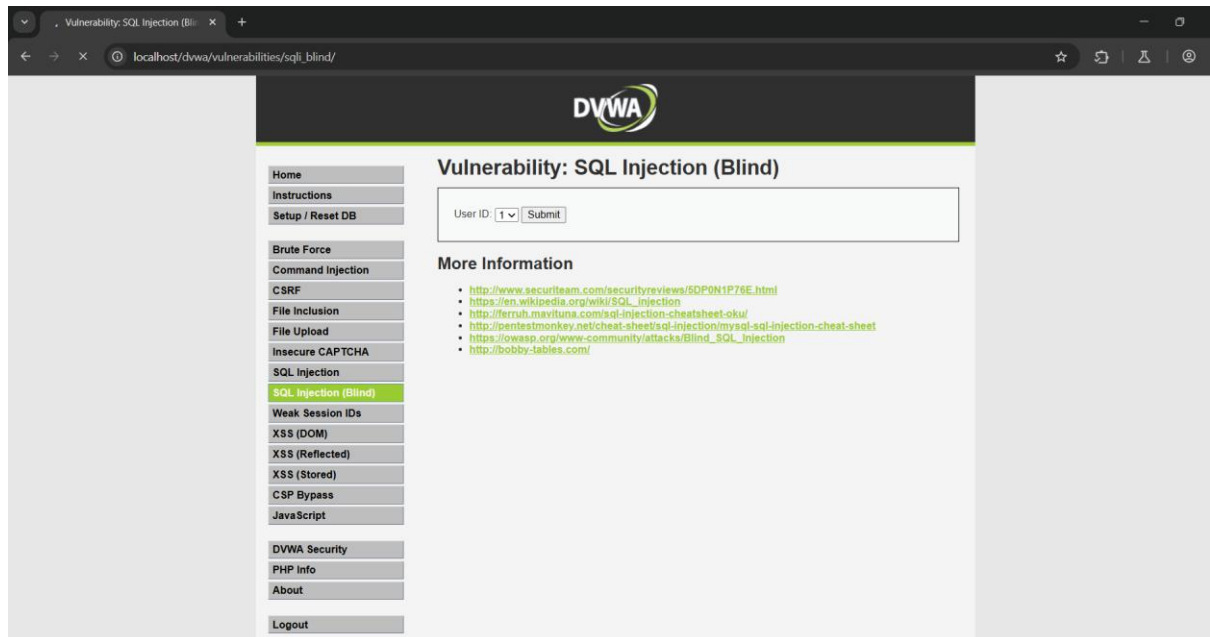 , Vulnerability: SQL Injection (Bli
localhost/dvwa/vulnerabilities/sqli_blind/
DVWA
Home
Instructions
Setup / Reset DB
Brute Force
Command Injection
CSRF
File Inclusion
File Upload
Insecure CAPTCHA
SQL Injection
SQL Injection (Blind)
Weak Session IDs
XSS (DOM)
XSS (Reflected)
XSS (Stored)
CSP Bypass
JavaScript
DVWA Security
PHP Info
About
Logout
Vulnerability: SQL Injection (Blind)
User ID: 1 Submit
More Information
http://www.securiteam.com/securityreviews/5DP0N1P76E.html
https://en.wikipedia.org/wiki/SQL_injection
http://ferruh.mavituna.com/sql-injection-cheatsheet-oku/
http://pentestmonkey.net/cheat-sheet/sql-injection/mysql-sql-injection-cheat-sheet
https://owasp.org/www-community/attacks/Blind_SQL_Injection
http://bobby-tables.com/